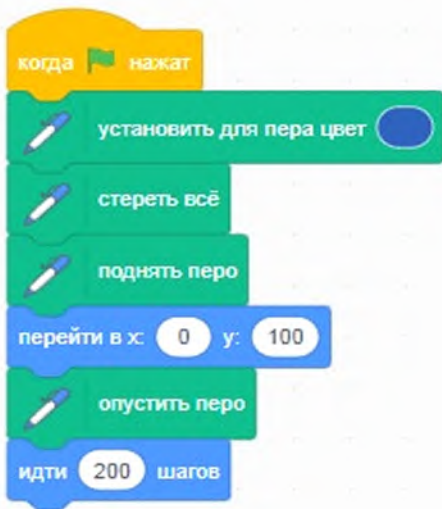 когда нажат
установить для пера цвет
стереть всё
поднять перо
перейти в x: 0 y: 100
опустить перо
идти 200 шагов